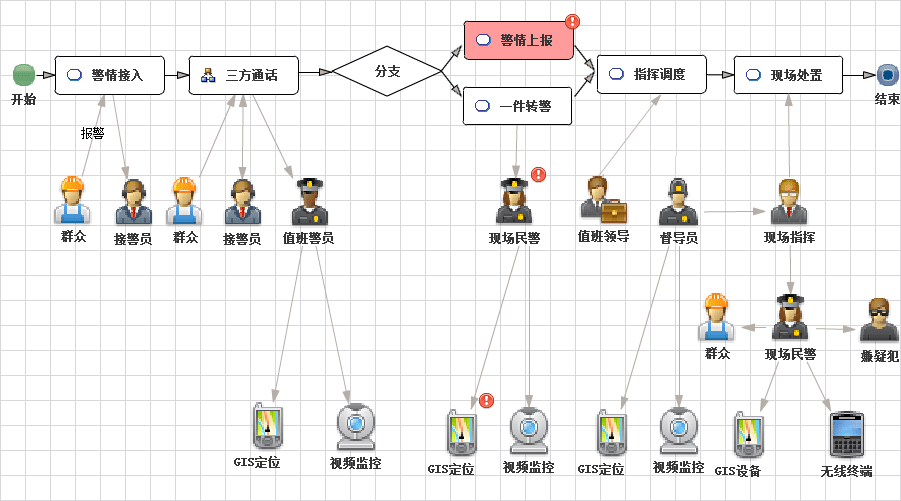 开始
警情接入
三方通话
分支
警情上报
一件转警
指挥调度
现场处置
结束
报警
群众
接警员
群众
接警员
值班警员
现场民警
值班领导
督导员
现场指挥
群众
现场民警
嫌疑犯
GIS定位
视频监控
GIS定位
视频监控
GIS定位
视频监控
GIS设备
无线终端